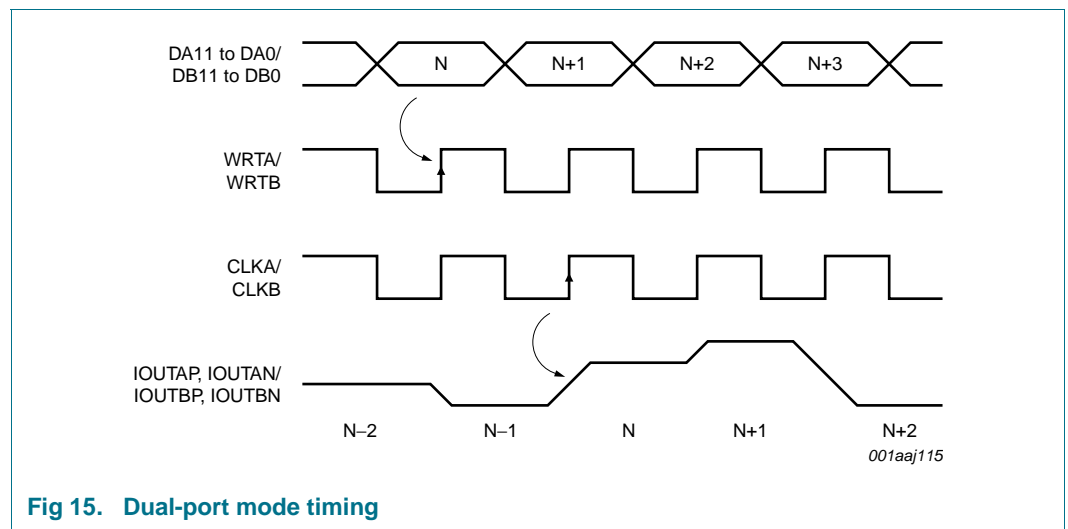 DA11 to DA0/
DB11 to DB0
N
N+1
N+2
N+3
WRTA/
WRTB
CLKA/
CLKB
IOUTAP, IOUTAN/
IOUTBP, IOUTBN
N−2
N−1
N
N+1
N+2
001aaj115
Fig 15. Dual-port mode timing